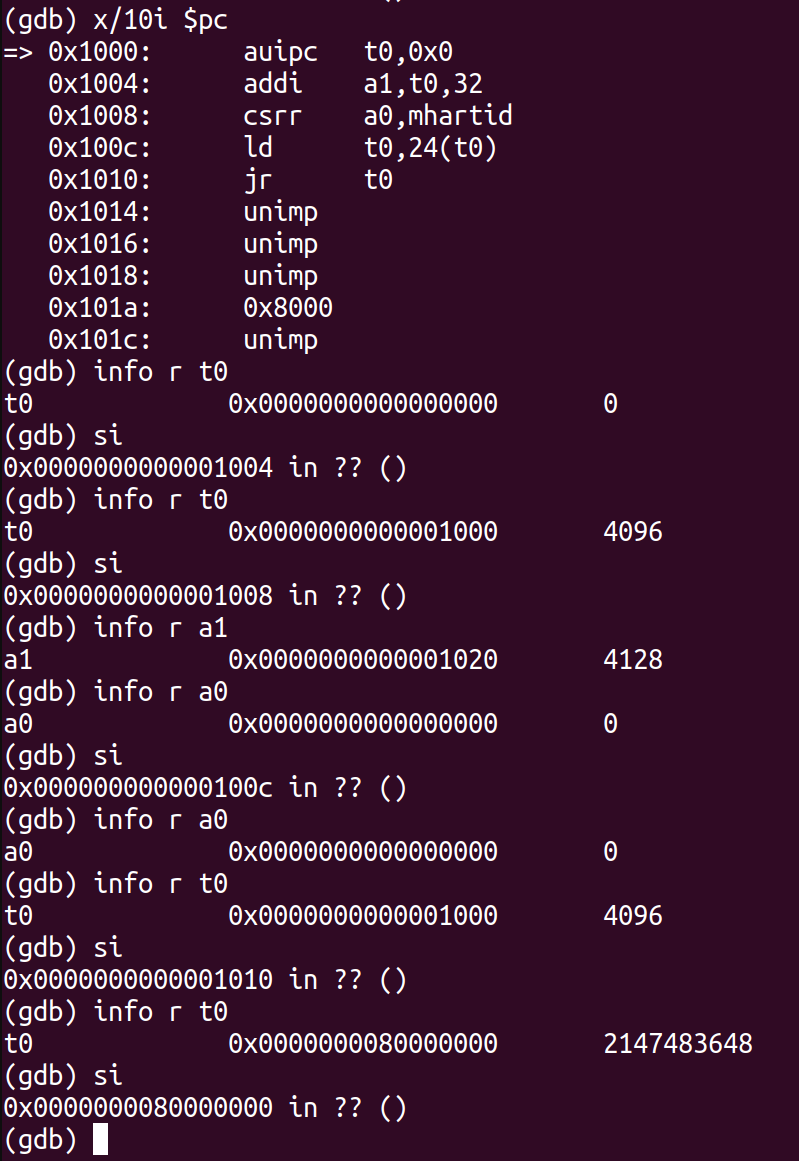 (gdb) x/10i $pc
=> 0x1000:      auipc   t0,0x0
   0x1004:      addi    a1,t0,32
   0x1008:      csrr    a0,mhartid
   0x100c:      ld      t0,24(t0)
   0x1010:      jr      t0
   0x1014:      unimp
   0x1016:      unimp
   0x1018:      unimp
   0x101a:      0x8000
   0x101c:      unimp
(gdb) info r t0
t0             0x0000000000000000       0
(gdb) si
0x0000000000001004 in ?? ()
(gdb) info r t0
t0             0x0000000000001000       4096
(gdb) si
0x0000000000001008 in ?? ()
(gdb) info r a1
a1             0x0000000000001020       4128
(gdb) info r a0
a0             0x0000000000000000       0
(gdb) si
0x000000000000100c in ?? ()
(gdb) info r a0
a0             0x0000000000000000       0
(gdb) info r t0
t0             0x0000000000001000       4096
(gdb) si
0x0000000000001010 in ?? ()
(gdb) info r t0
t0             0x0000000080000000       2147483648
(gdb) si
0x0000000080000000 in ?? ()
(gdb)